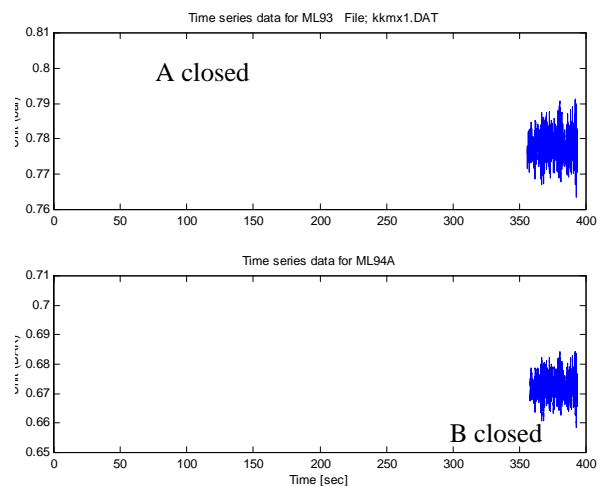 Time series data for ML93 File; kkmx1.DAT
0.81
0.8
0.79
0.78
0.77
0.76
A closed
0 50 100 150 200 250 300 350 400
Time series data for ML94A
0.71
0.7
0.69
0.68
0.67
0.66
0.65
B closed
0 50 100 150 200 250 300 350 400
Time [sec]